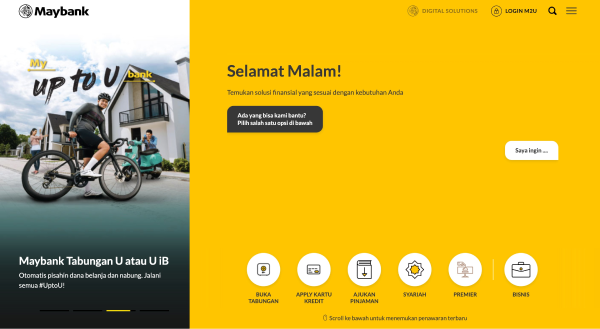 Maybank
DIGITAL SOLUTIONS
LOGIN M2U
My
up to U
bank
Selamat Malam!
Temukan solusi finansial yang sesuai dengan kebutuhan Anda
Ada yang bisa kami bantu?
Pilih salah satu opsi di bawah
Saya ingin ...
Maybank Tabungan U atau U iB
Otomatis pisahin dana belanja dan nabung. Jalani
semua #UptoU!
BUKA
TABUNGAN
APPLY KARTU
KREDIT
AJUKAN
PINJAMAN
SYARIAH
PREMIER
BISNIS
Scroll ke bawah untuk menemukan penawaran terbaru